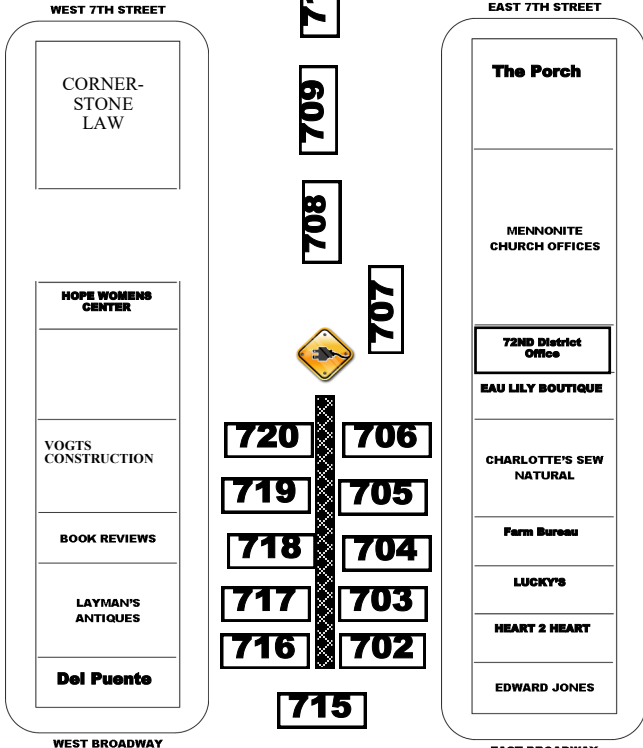 WEST 7TH STREET
CORNER-
STONE
LAW
HOPE WOMENS
CENTER
VOGTS
CONSTRUCTION
BOOK REVIEWS
LAYMAN'S
ANTIQUES
Del Puente
WEST BROADWAY
709
708
707
720
706
719
705
718
704
717
703
716
702
715
EAST 7TH STREET
The Porch
MENNONITE
CHURCH OFFICES
72ND District
Office
EAU LILY BOUTIQUE
CHARLOTTE'S SEW
NATURAL
Farm Bureau
LUCKY'S
HEART 2 HEART
EDWARD JONES
EAST BROADWAY